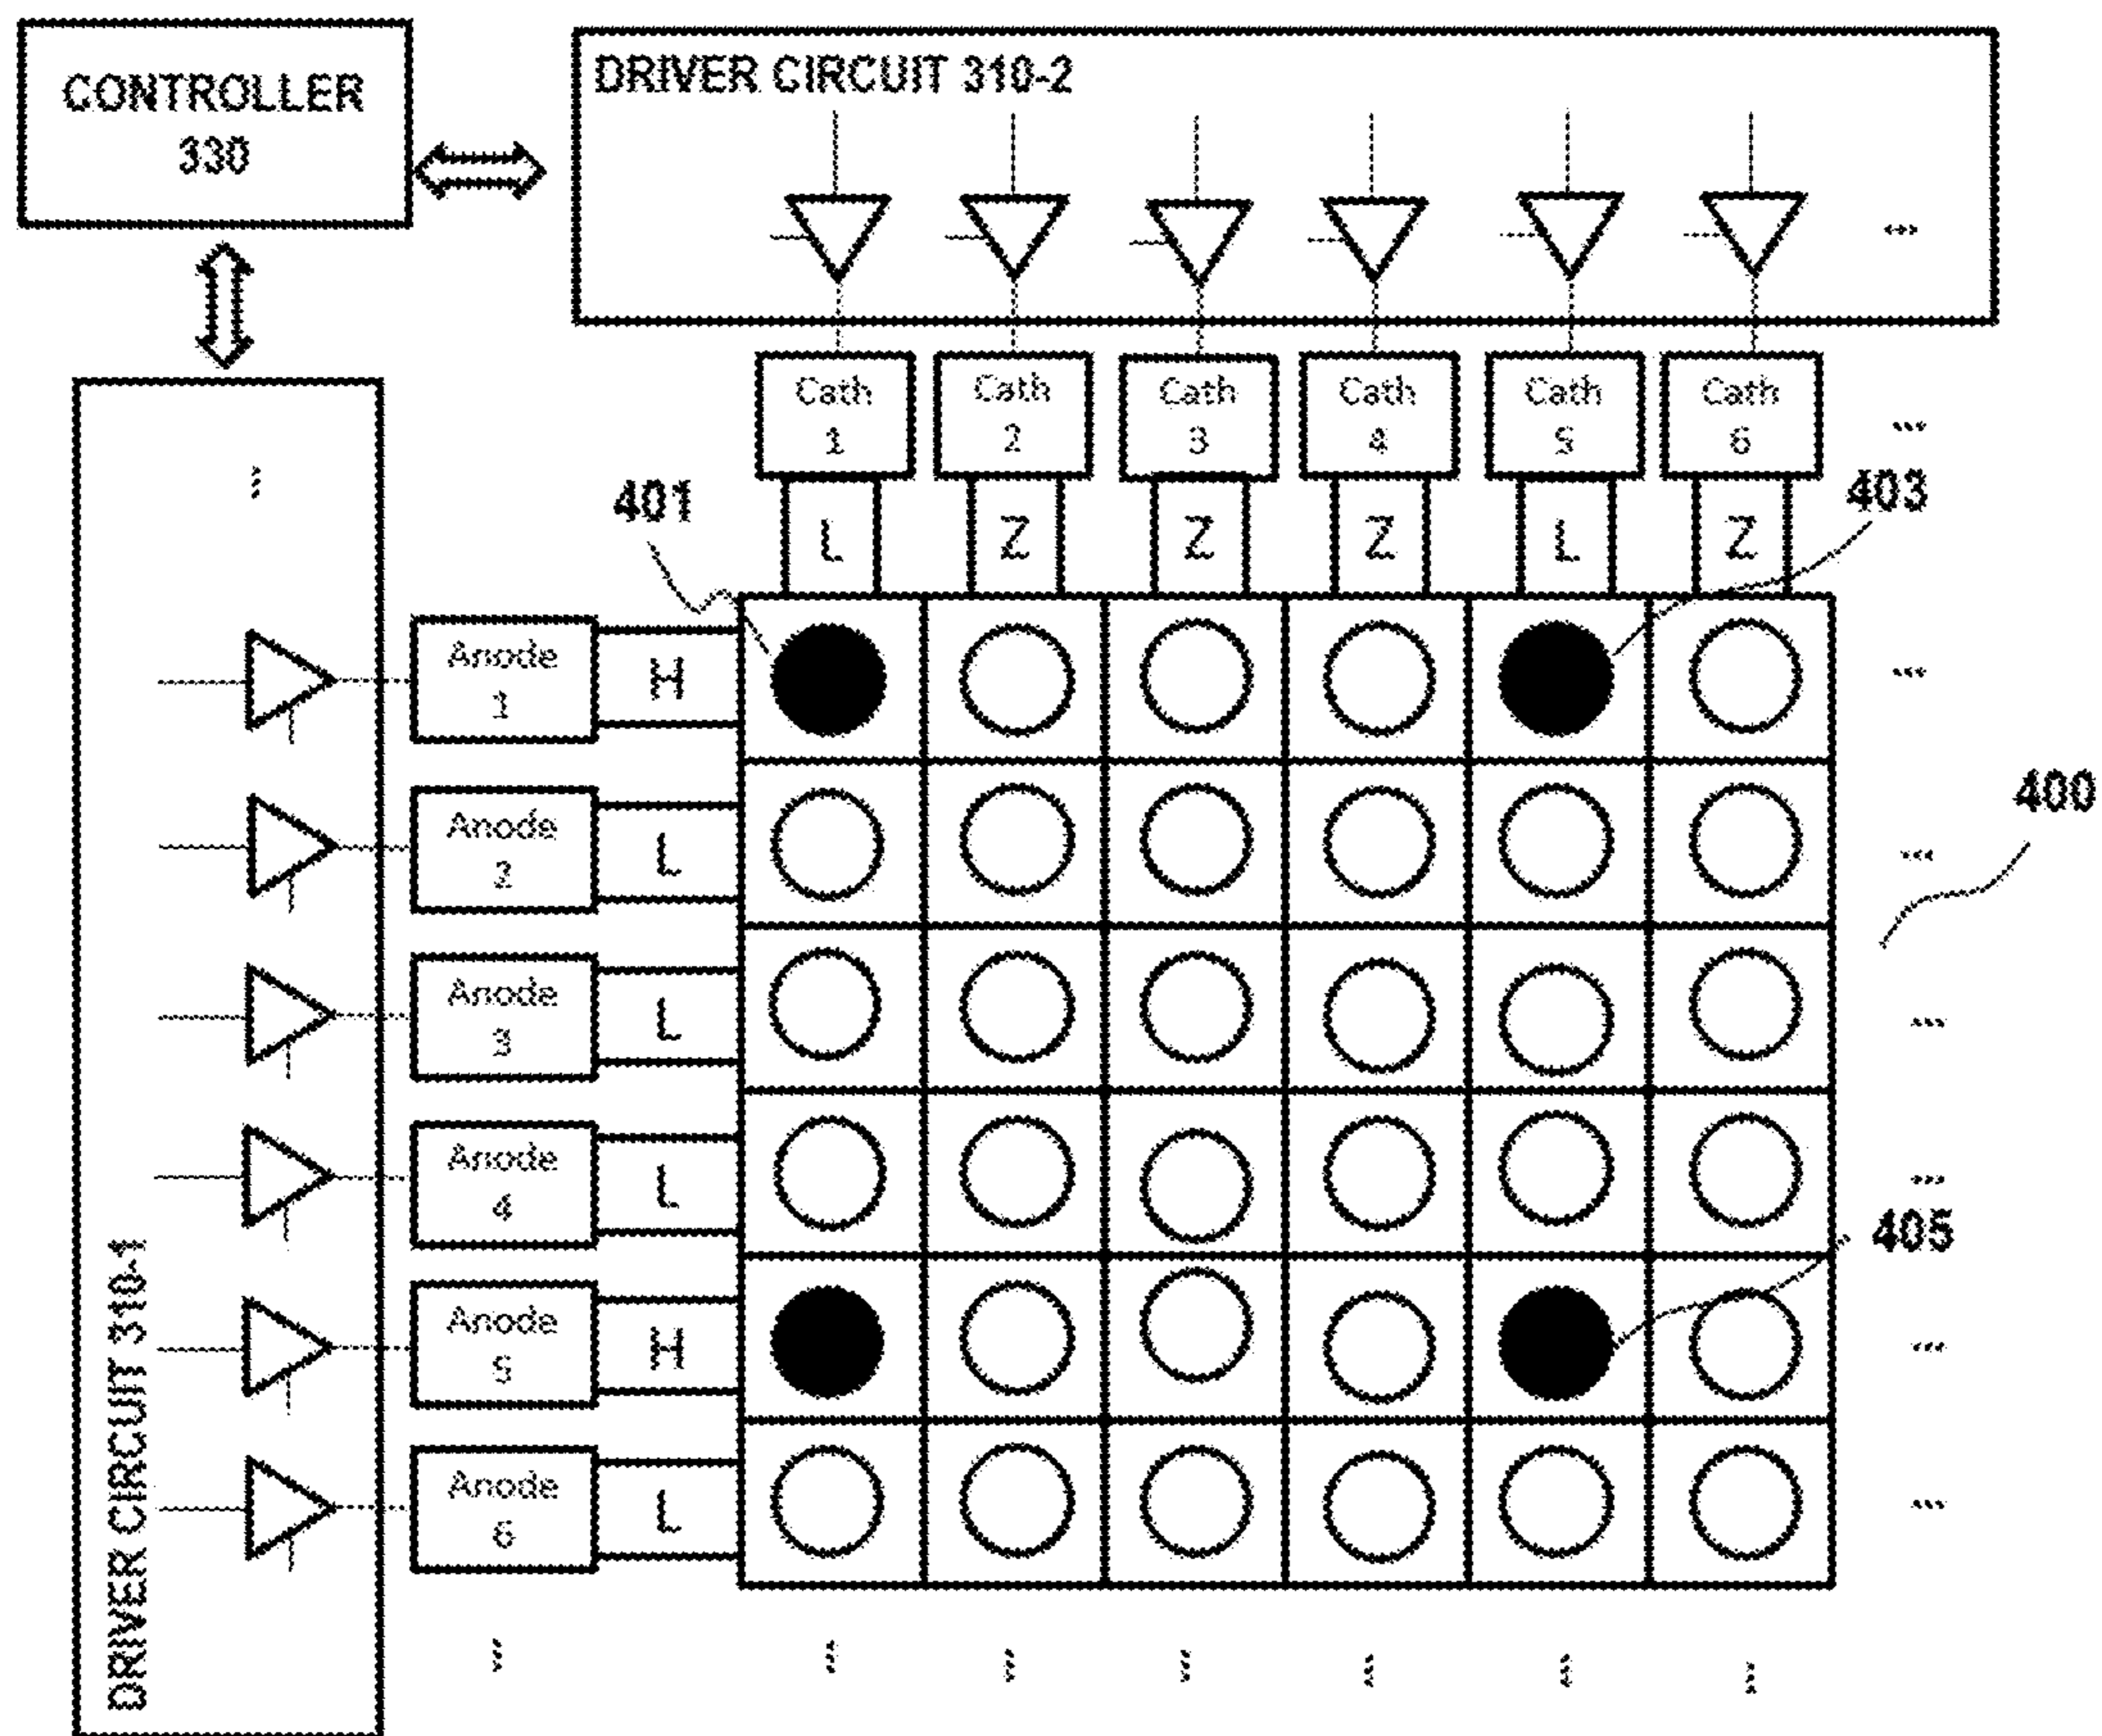 CONTROLLER
330
DRIVER CIRCUIT 310-2
Cath
1
Cath
2
Cath
3
Cath
4
Cath
5
Cath
6
...
401
403
L
Z
Z
Z
L
Z
Anode
1
H
Anode
2
L
400
Anode
3
L
Anode
4
L
405
Anode
5
H
Anode
6
L
DRIVER CIRCUIT 310-1